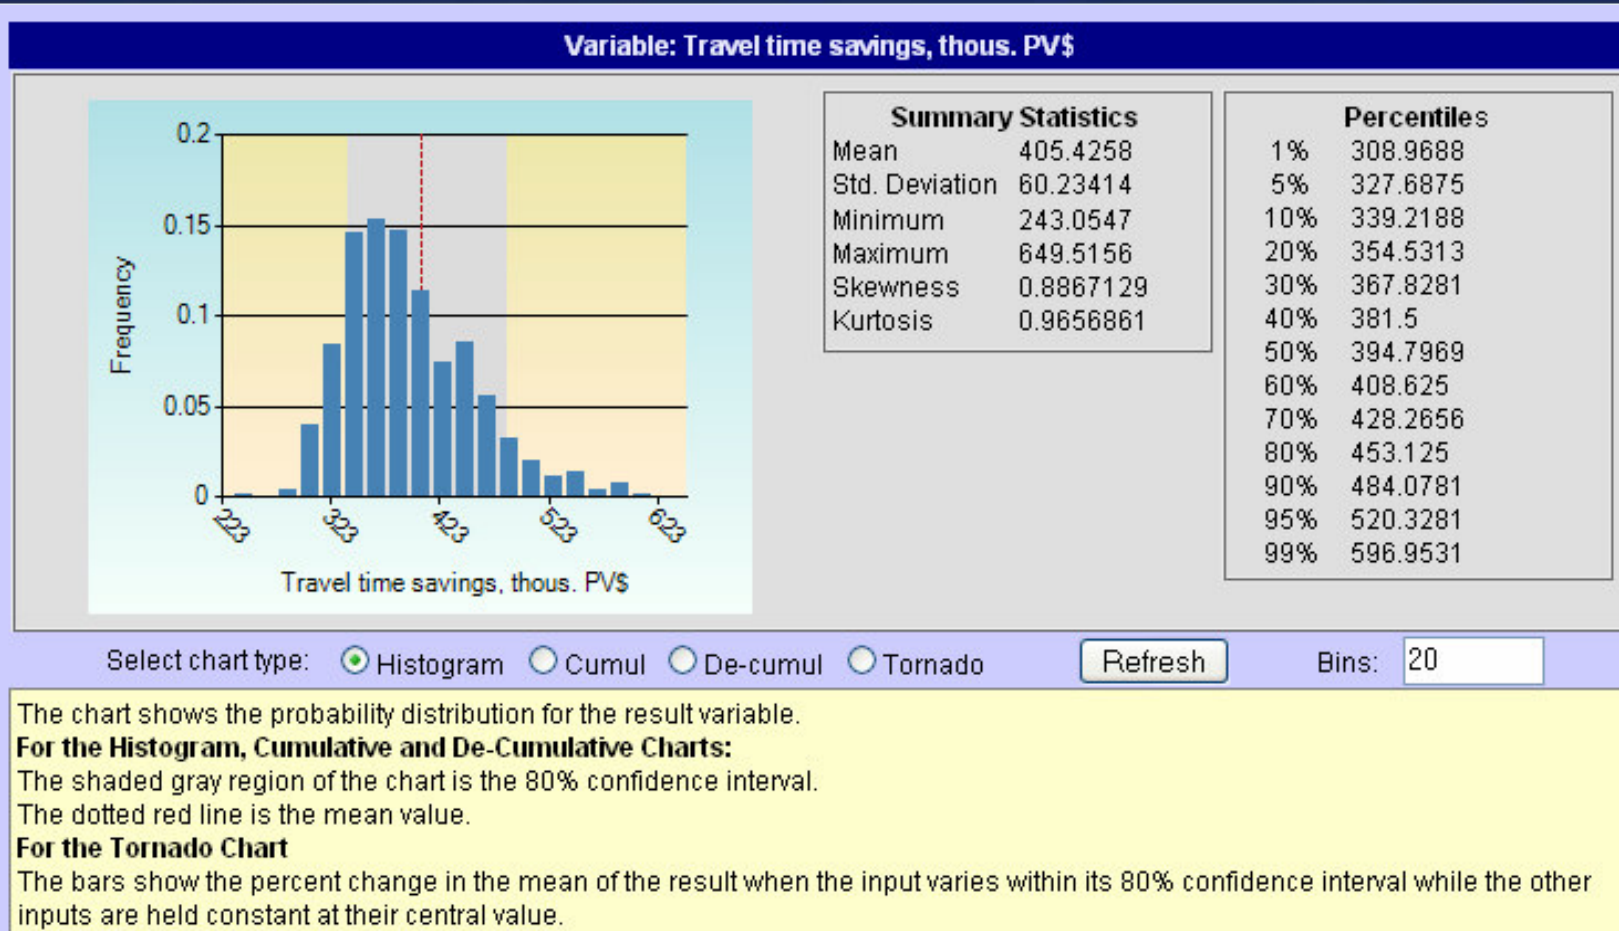 Variable: Travel time savings, thous. PV$
0.2
0.15
0.1
0.05
0
Frequency
223
323
423
523
623
Travel time savings, thous. PV$
Summary Statistics
Mean 405.4258
Std. Deviation 60.23414
Minimum 243.0547
Maximum 649.5156
Skewness 0.8867129
Kurtosis 0.9656861
Percentiles
1% 308.9688
5% 327.6875
10% 339.2188
20% 354.5313
30% 367.8281
40% 381.5
50% 394.7969
60% 408.625
70% 428.2656
80% 453.125
90% 484.0781
95% 520.3281
99% 596.9531
Select chart type: Histogram Cumul De-cumul Tornado Refresh Bins: 20
The chart shows the probability distribution for the result variable.
For the Histogram, Cumulative and De-Cumulative Charts:
The shaded gray region of the chart is the 80% confidence interval.
The dotted red line is the mean value.
For the Tornado Chart
The bars show the percent change in the mean of the result when the input varies within its 80% confidence interval while the other
inputs are held constant at their central value.